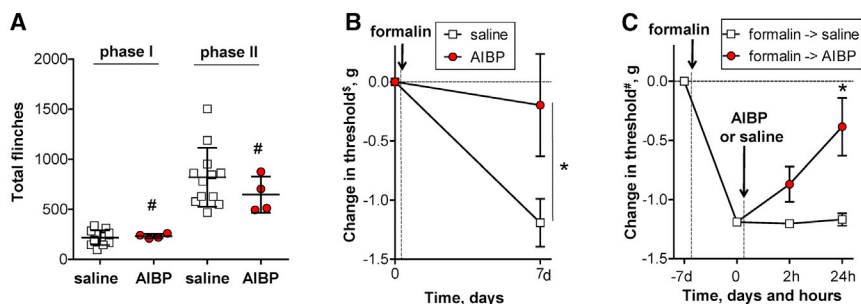 A
phase I
phase II
2000
1500
1000
500
0
Total flinches
#
#
saline
AIBP
saline
AIBP
B
formalin
saline
AIBP
0.0
-0.5
-1.0
-1.5
Change in threshold$, g
*
0
7d
Time, days
C
formalin
formalin -> saline
formalin -> AIBP
0.0
-0.5
-1.0
-1.5
Change in threshold#, g
AIBP
or saline
*
-7d
0
2h
24h
Time, days and hours